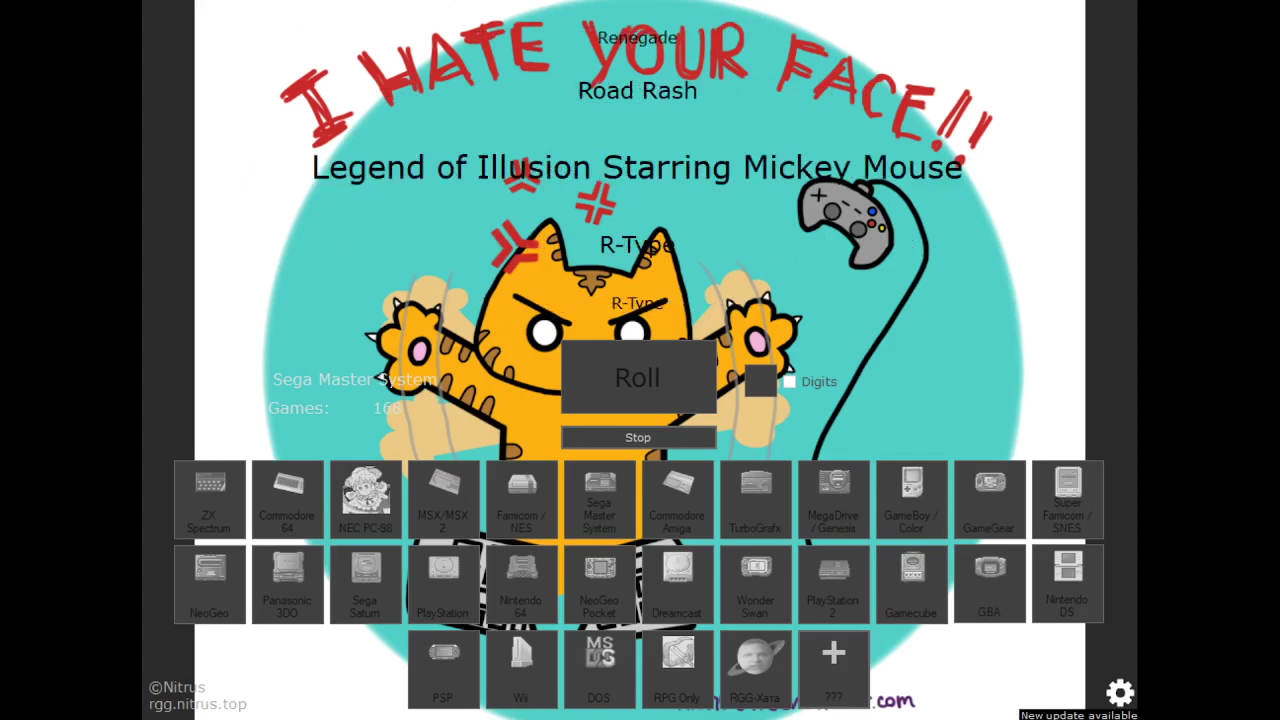 I HATE YOUR FACE!!
Renegade
Road Rash
Legend of Illusion Starring Mickey Mouse
R-Type
R-Type
Roll
Digits
Sega Master System
Games: 168
Stop
ZX Spectrum
Commodore 64
NEC PC-98
MSX/MSX 2
Famicom / NES
Sega Master System
Commodore Amiga
TurboGrafx
MegaDrive / Genesis
GameBoy / Color
GameGear
Super Famicom / SNES
NeoGeo
Panasonic 3DO
Sega Saturn
PlayStation
Nintendo 64
NeoGeo Pocket
Dreamcast
Wonder Swan
PlayStation 2
Gamecube
GBA
Nintendo DS
PSP
Wii
MS DOS
DOS
RPG Only
RGG-Хата
???
.com
©Nitrus
rgg.nitrus.top
New update available